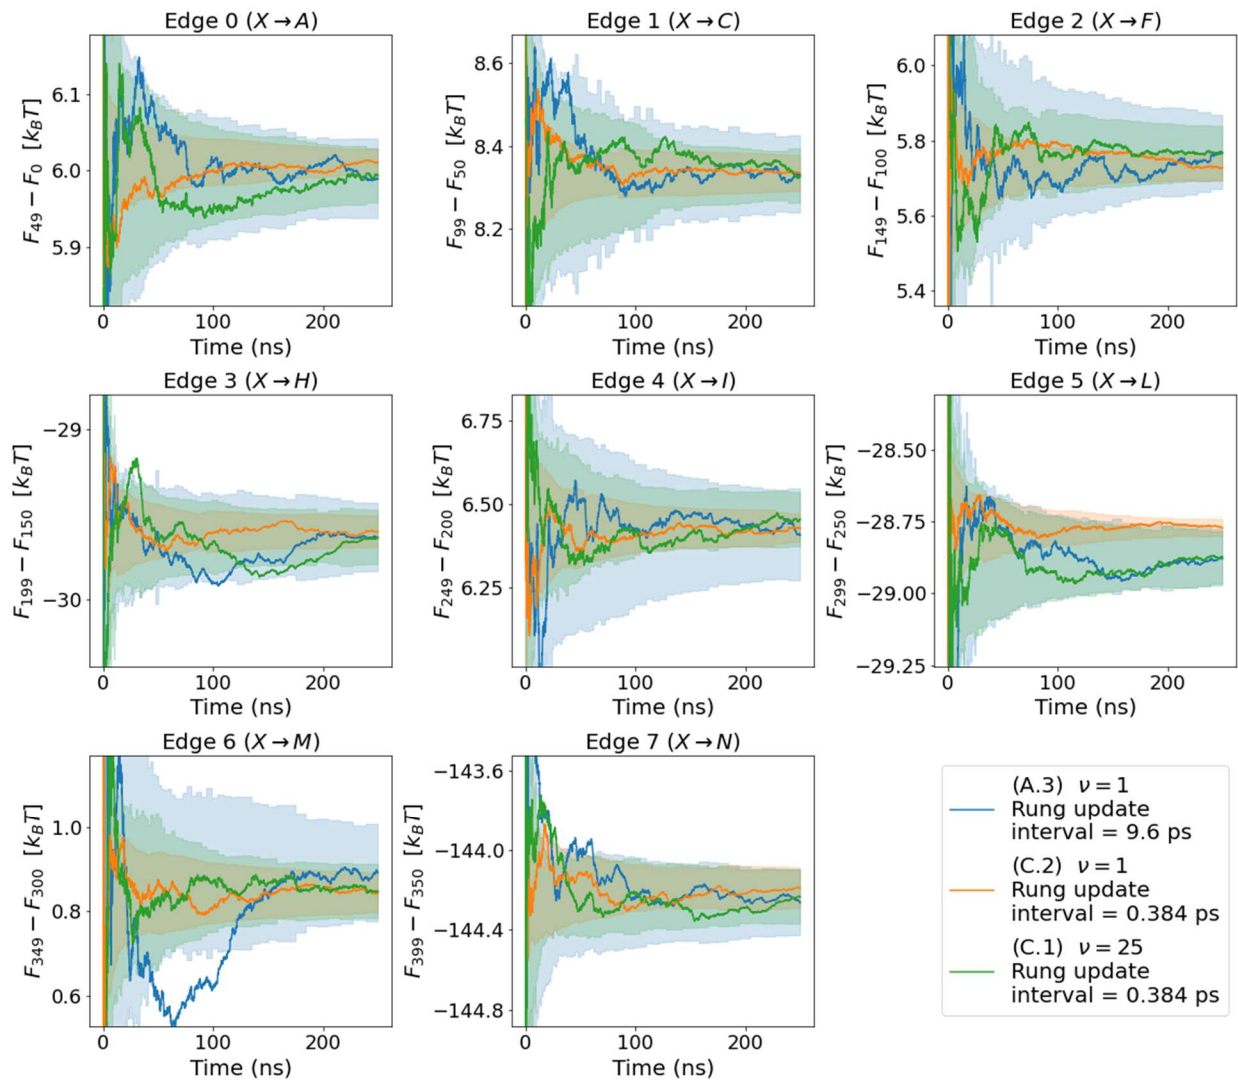 Edge 0 (X→A)
F49 − F0 [kBT]
6.1
6.0
5.9
0
100
200
Time (ns)
Edge 1 (X→C)
F99 − F50 [kBT]
8.6
8.4
8.2
0
100
200
Time (ns)
Edge 2 (X→F)
F149 − F100 [kBT]
6.0
5.8
5.6
5.4
0
100
200
Time (ns)
Edge 3 (X→H)
F199 − F150 [kBT]
−29
−30
0
100
200
Time (ns)
Edge 4 (X→I)
F249 − F200 [kBT]
6.75
6.50
6.25
0
100
200
Time (ns)
Edge 5 (X→L)
F299 − F250 [kBT]
−28.50
−28.75
−29.00
−29.25
0
100
200
Time (ns)
Edge 6 (X→M)
F349 − F300 [kBT]
1.0
0.8
0.6
0
100
200
Time (ns)
Edge 7 (X→N)
F399 − F350 [kBT]
−143.6
−144.0
−144.4
−144.8
0
100
200
Time (ns)
(A.3) ν = 1
Rung update
interval = 9.6 ps
(C.2) ν = 1
Rung update
interval = 0.384 ps
(C.1) ν = 25
Rung update
interval = 0.384 ps